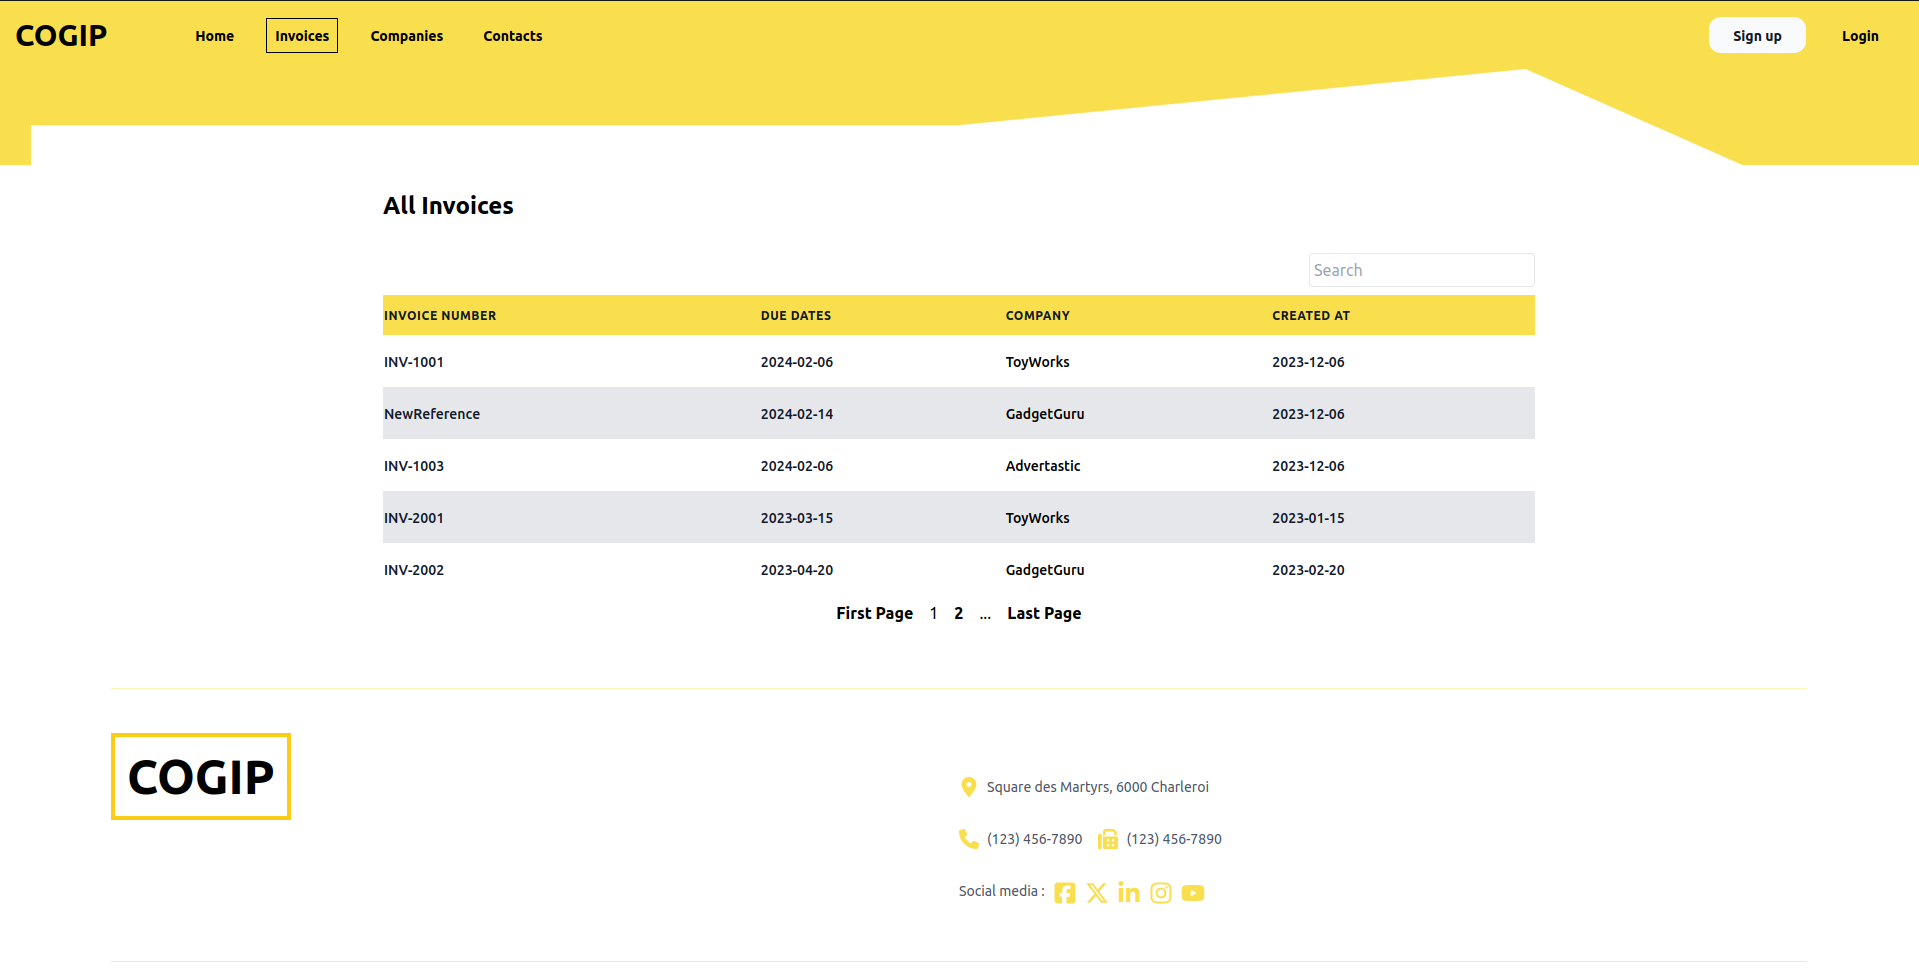 COGIP Home Invoices Companies Contacts Sign up Login
All Invoices
Search
INVOICE NUMBER DUE DATES COMPANY CREATED AT
INV-1001 2024-02-06 ToyWorks 2023-12-06
NewReference 2024-02-14 GadgetGuru 2023-12-06
INV-1003 2024-02-06 Advertastic 2023-12-06
INV-2001 2023-03-15 ToyWorks 2023-01-15
INV-2002 2023-04-20 GadgetGuru 2023-02-20
First Page 1 2 ... Last Page
COGIP
Square des Martyrs, 6000 Charleroi
(123) 456-7890 (123) 456-7890
Social media :